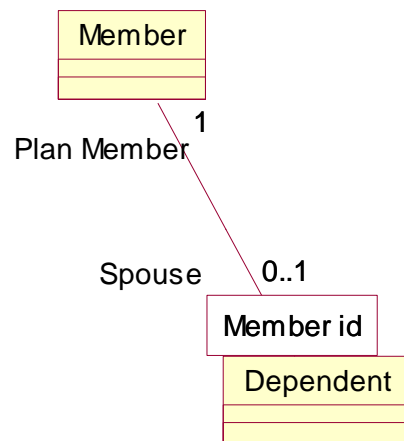 Member
1
Plan Member
Spouse
0..1
Member id
Dependent